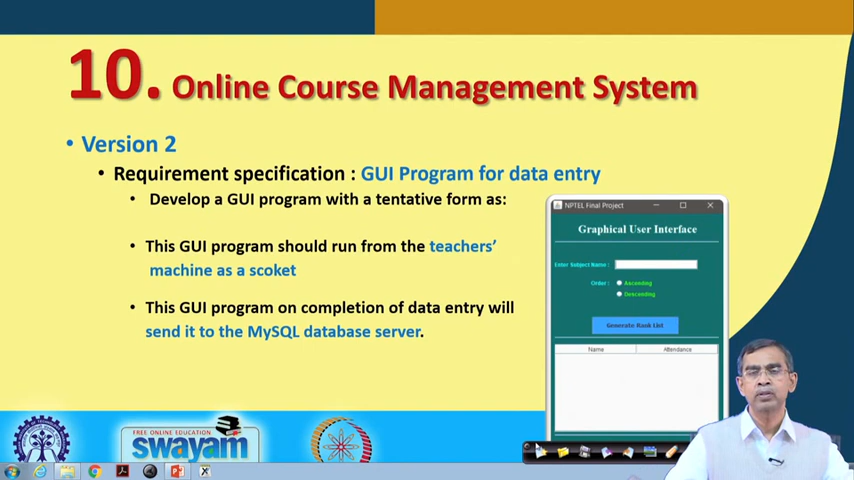 10. Online Course Management System
• Version 2
• Requirement specification : GUI Program for data entry
• Develop a GUI program with a tentative form as:
• This GUI program should run from the teachers'
machine as a scoket
• This GUI program on completion of data entry will
send it to the MySQL database server.
NPTEL Final Project
Graphical User Interface
Enter Subject Name :
Order : Ascending
Descending
Generate Rank List
Name Attendance
FREE ONLINE EDUCATION
swayam